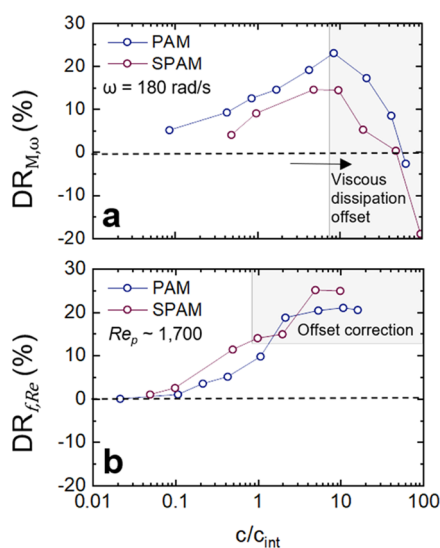 30
20
10
0
-10
-20
DR_M,ω (%)
PAM
SPAM
ω = 180 rad/s
Viscous
dissipation
offset
a
30
20
10
0
-10
20
DR_f,Re (%)
PAM
SPAM
Re_p ~ 1,700
Offset correction
b
0.01 0.1 1 10 100
c/c_int